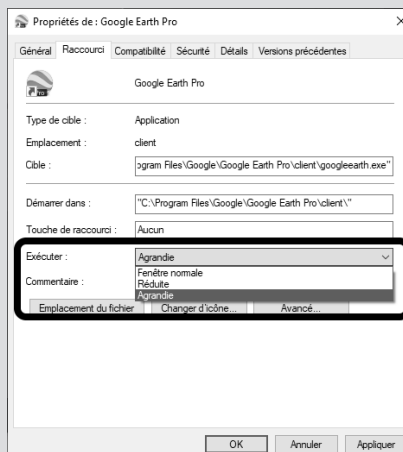 Propriétés de : Google Earth Pro
Général Raccourci Compatibilité Sécurité Détails Versions précédentes
Google Earth Pro
Type de cible : Application
Emplacement : client
Cible : ogram Files\Google\Google Earth Pro\client\googleearth.exe"
Démarrer dans : "C:\Program Files\Google\Google Earth Pro\client\"
Touche de raccourci : Aucun
Exécuter : Agrandie
Fenêtre normale
Commentaire : Réduite
Agrandie
Emplacement du fichier Changer d'icône... Avancé...
OK Annuler Appliquer